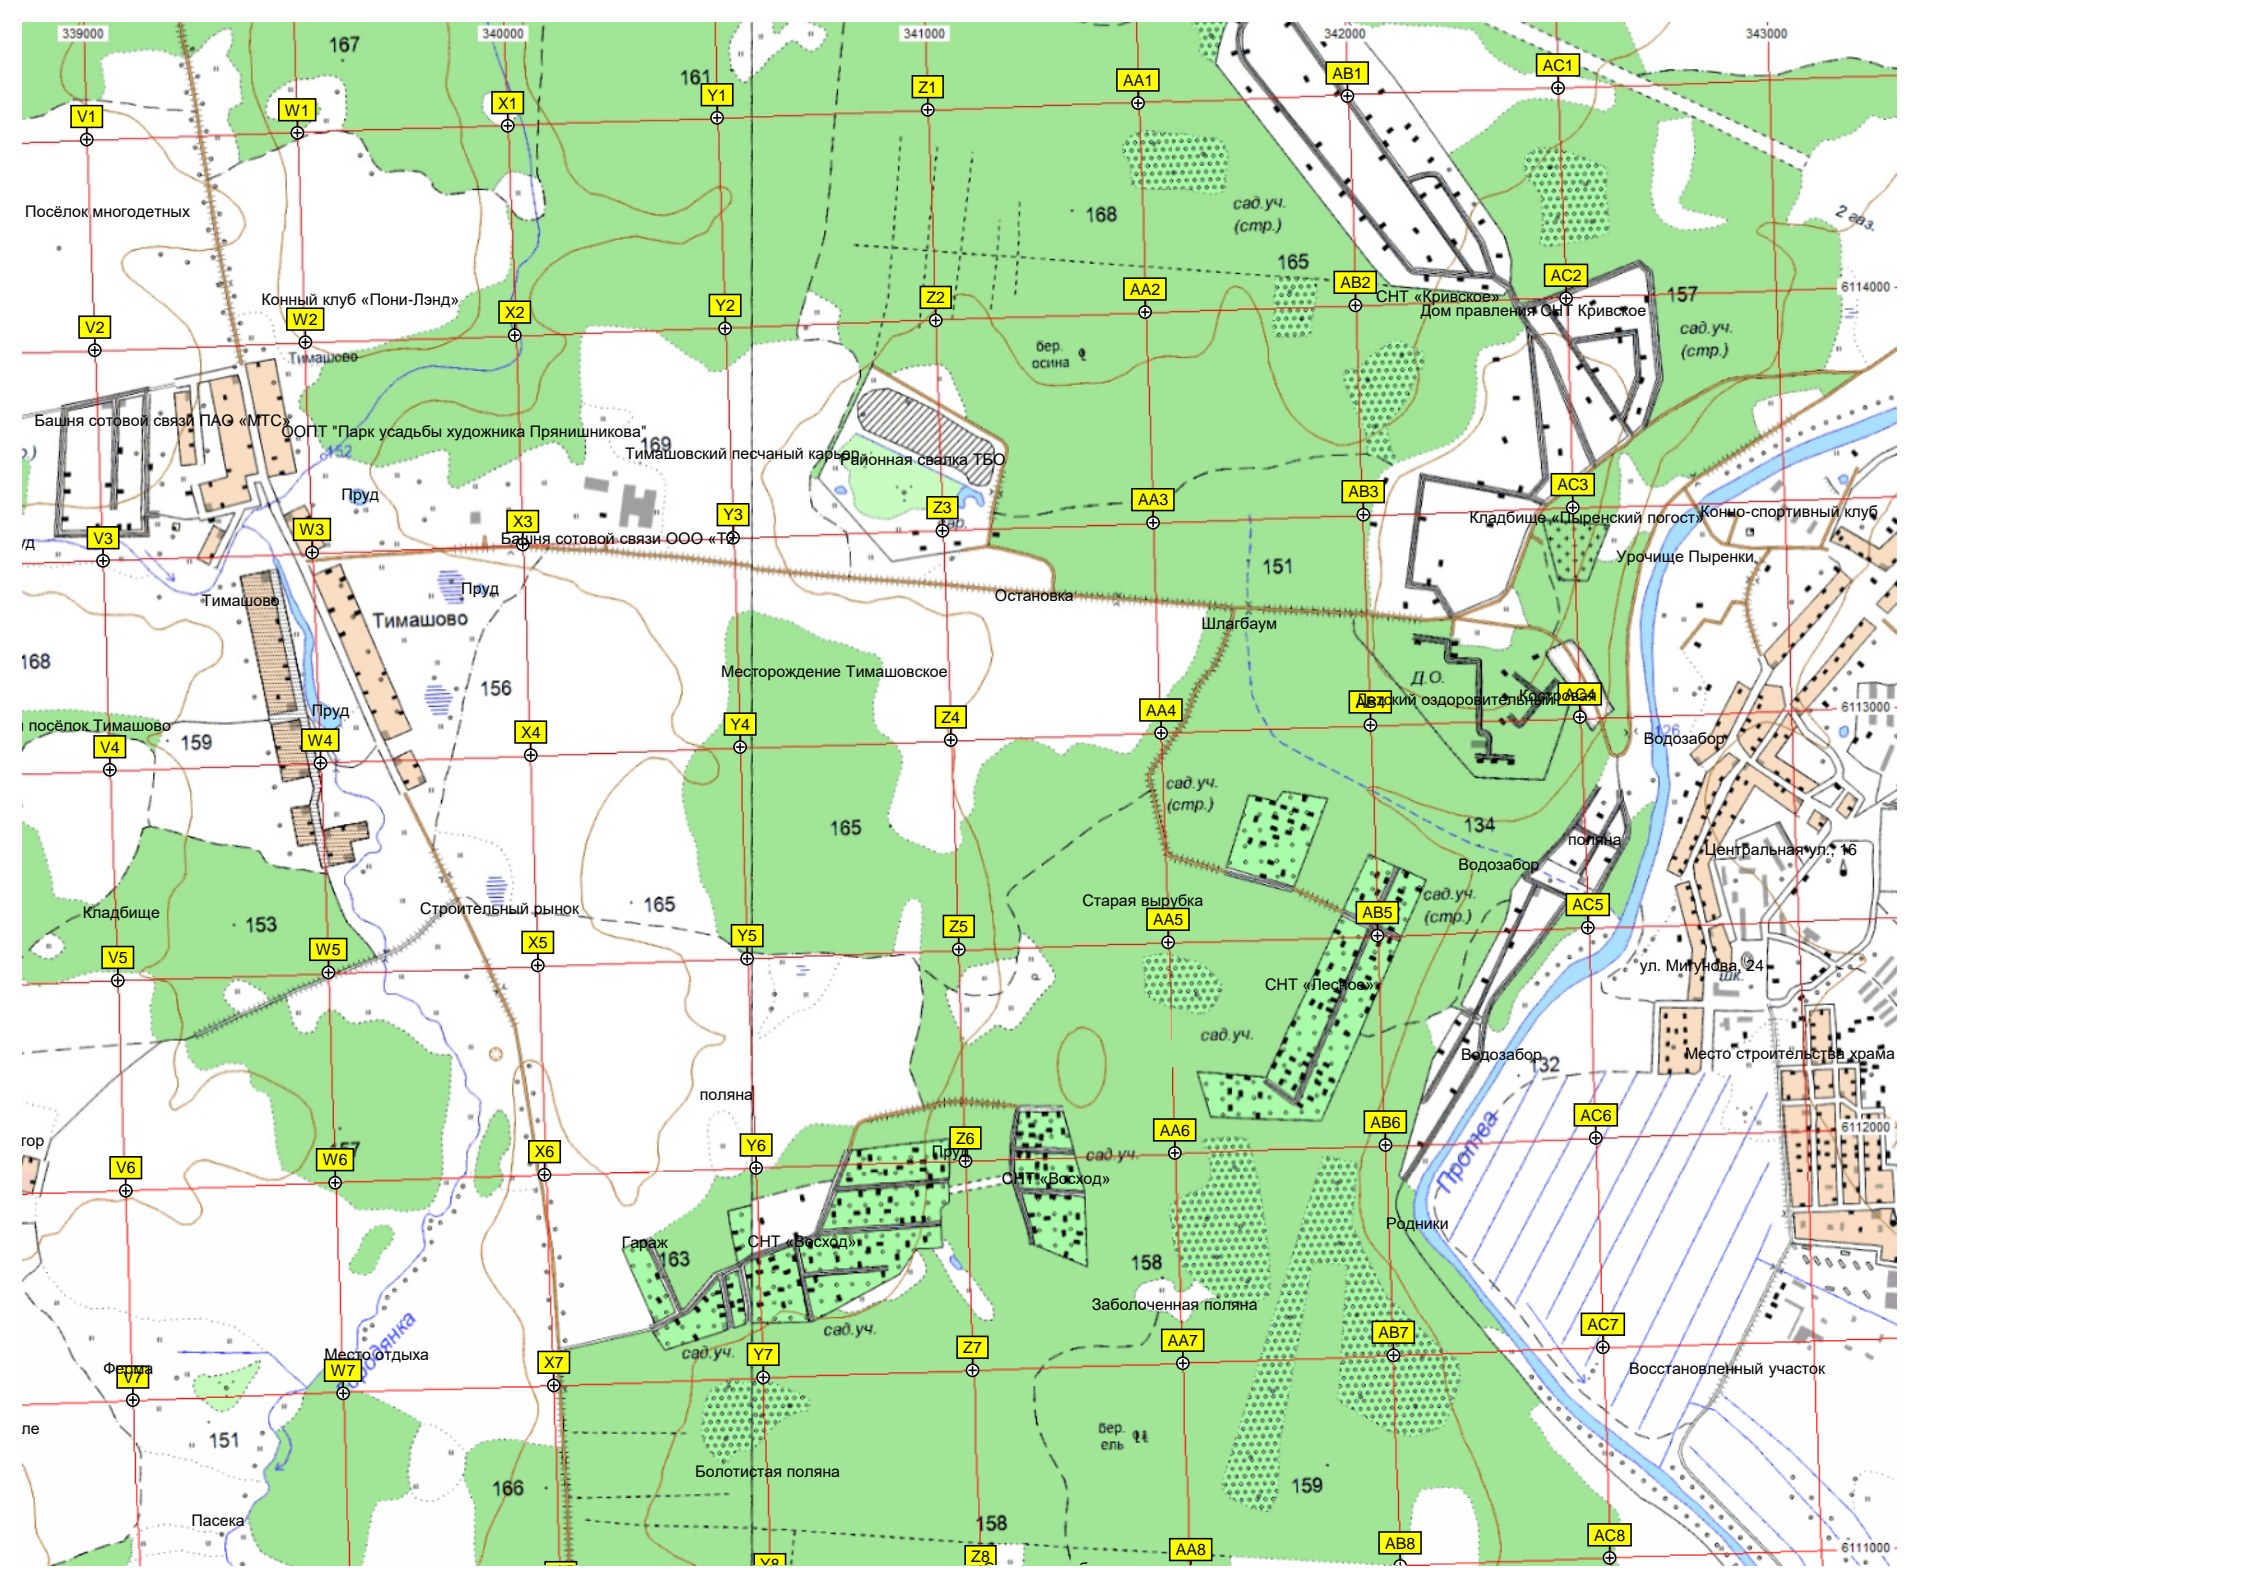 339000
340000
341000
342000
343000
167
161
V1
W1
X1
Y1
Z1
AA1
AB1
AC1
Посёлок многодетных
168
сад.уч.
(стр.)
2 газ.
165
Конный клуб «Пони-Лэнд»
V2
W2
X2
Y2
Z2
AA2
AB2
AC2
СНТ «Кривское»
Дом правления СНТ Кривское
157
6114000
сад.уч.
(стр.)
Тимашово
бер.
осина
Башня сотовой связи ПАО «МТС»
ООПТ "Парк усадьбы художника Прянишникова"
152
169
Тимашовский песчаный карьер
Районная свалка ТБО
Пруд
V3
W3
X3
Y3
Z3
AA3
AB3
AC3
Кладбище «Пыренский погост»
Конно-спортивный клуб
Башня сотовой связи ООО «Т2
уд
151
Урочище Пыренки
Тимашово
Пруд
Остановка
Тимашово
Шлагбаум
168
Месторождение Тимашовское
Д.О.
156
Детский оздоровительный
Костровая
Пруд
посёлок Тимашово
159
V4
W4
X4
Y4
Z4
AA4
AB4
AC4
6113000
126
Водозабор
сад.уч.
(стр.)
165
134
поляна
Центральная ул., 16
Водозабор
сад.уч.
(стр.)
Старая вырубка
Кладбище
153
Строительный рынок
165
V5
W5
X5
Y5
Z5
AA5
AB5
AC5
ул. Мигунова, 24
шк.
СНТ «Лесное»
сад.уч.
Водозабор
132
Место строительства храма
поляна
Протва
тор
157
V6
W6
X6
Y6
Z6
AA6
AB6
AC6
6112000
Пруд
сад.уч.
СНТ «Восход»
Родники
Гараж
СНТ «Восход»
163
158
Заболоченная поляна
сад.уч.
сад.уч.
Место отдыха
Ферма
V7
W7
X7
Y7
Z7
AA7
AB7
AC7
Восстановленный участок
ле
151
бер.
ель
Болотистая поляна
166
159
Пасека
158
Y8
Z8
AA8
AB8
AC8
6111000